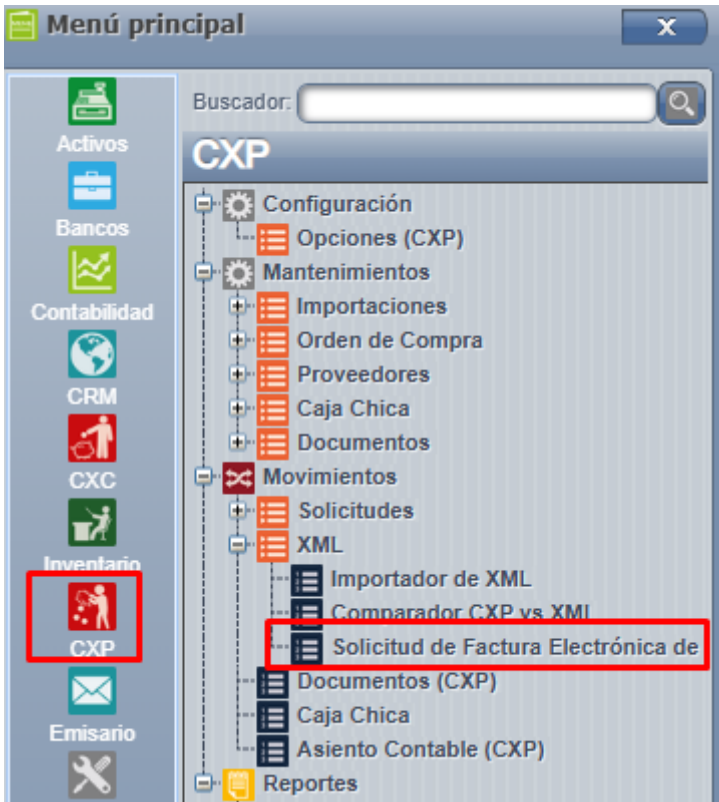 Menú principal
X
Buscador:
Activos
Bancos
Contabilidad
CRM
CXC
Inventario
CXP
Emisario
CXP
Configuración
Opciones (CXP)
Mantenimientos
Importaciones
Orden de Compra
Proveedores
Caja Chica
Documentos
Movimientos
Solicitudes
XML
Importador de XML
Comparador CXP vs XML
Solicitud de Factura Electrónica de
Documentos (CXP)
Caja Chica
Asiento Contable (CXP)
Reportes